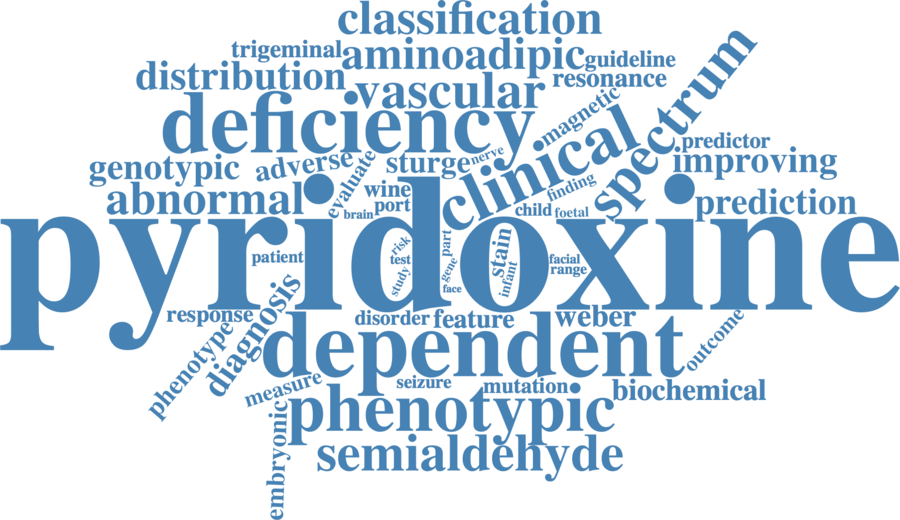 classification
trigeminal
aminoadipic
guideline
distribution
vascular
resonance
deficiency
magnetic
spectrum
predictor
genotypic
adverse
sturge
nerve
clinical
improving
evaluate
wine
finding
abnormal
brain
port
child
foetal
prediction
pyridoxine
risk
part
stain
patient
test
gene
facial
range
study
face
infant
response
diagnosis
disorder
feature
weber
phenotype
dependent
outcome
measure
seizure
mutation
biochemical
embryonic
phenotypic
semialdehyde